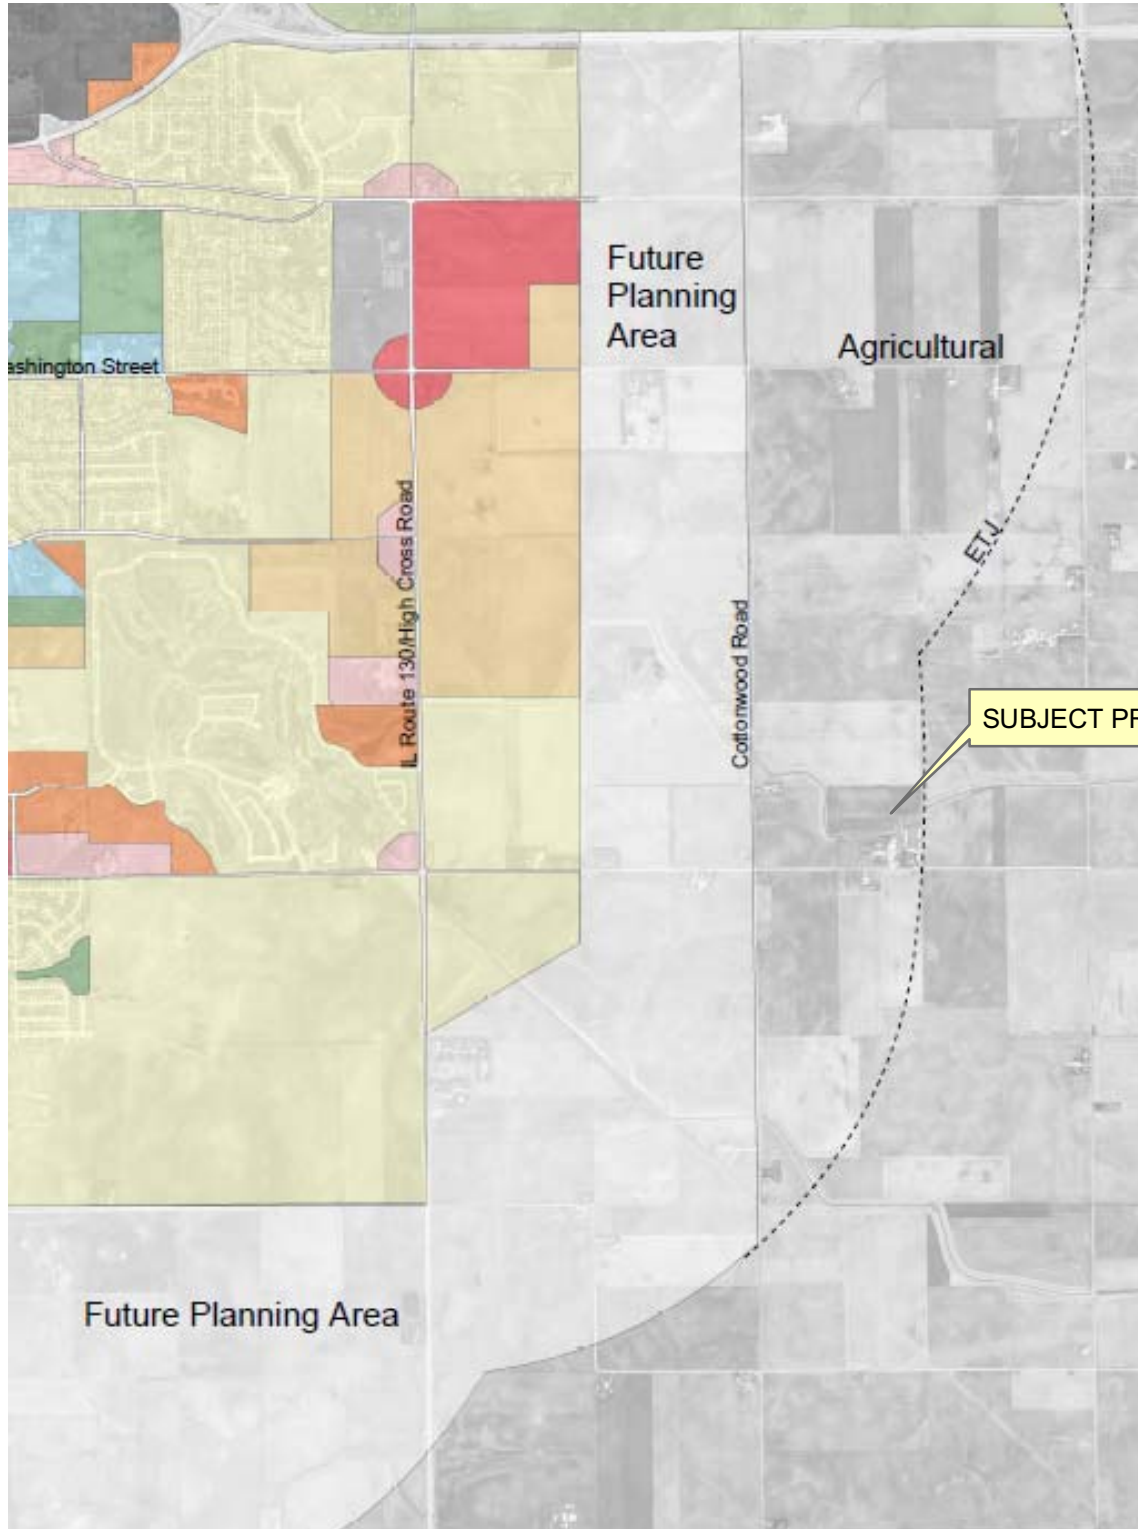 Future
Planning
Area
Agricultural
ashington Street
IL Route 130/High Cross Road
ETJ
Cottonwood Road
SUBJECT PR
Future Planning Area